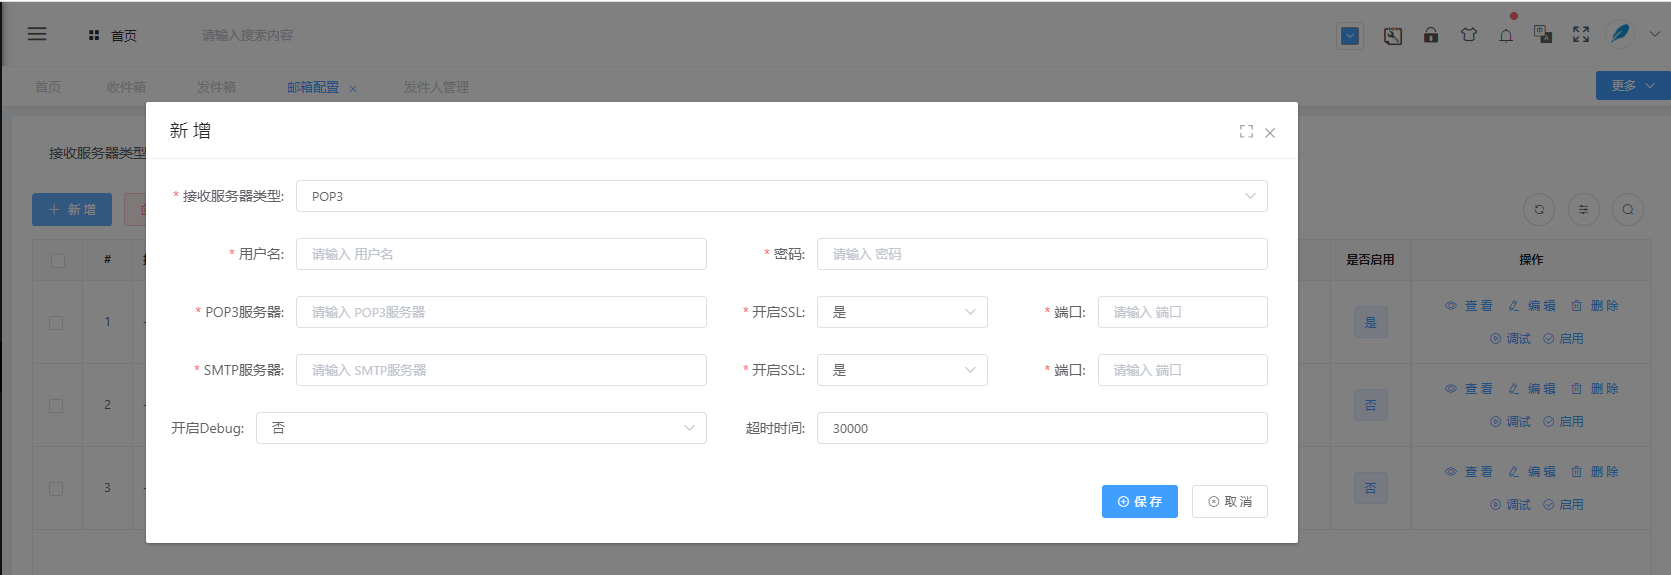 首页
请输入搜索内容
首页 收件箱 发件箱 邮箱配置 发件人管理
更多
新增
接收服务器类型
* 接收服务器类型: POP3
新增
* 用户名: 请输入 用户名 * 密码: 请输入 密码
# 是否启用 操作
* POP3服务器: 请输入 POP3服务器 * 开启SSL: 是 * 端口: 请输入 端口
1 是 查看 编辑 删除
调试 启用
* SMTP服务器: 请输入 SMTP服务器 * 开启SSL: 是 * 端口: 请输入 端口
2 否 查看 编辑 删除
调试 启用
开启Debug: 否 超时时间: 30000
3 否 查看 编辑 删除
调试 启用
保存 取消